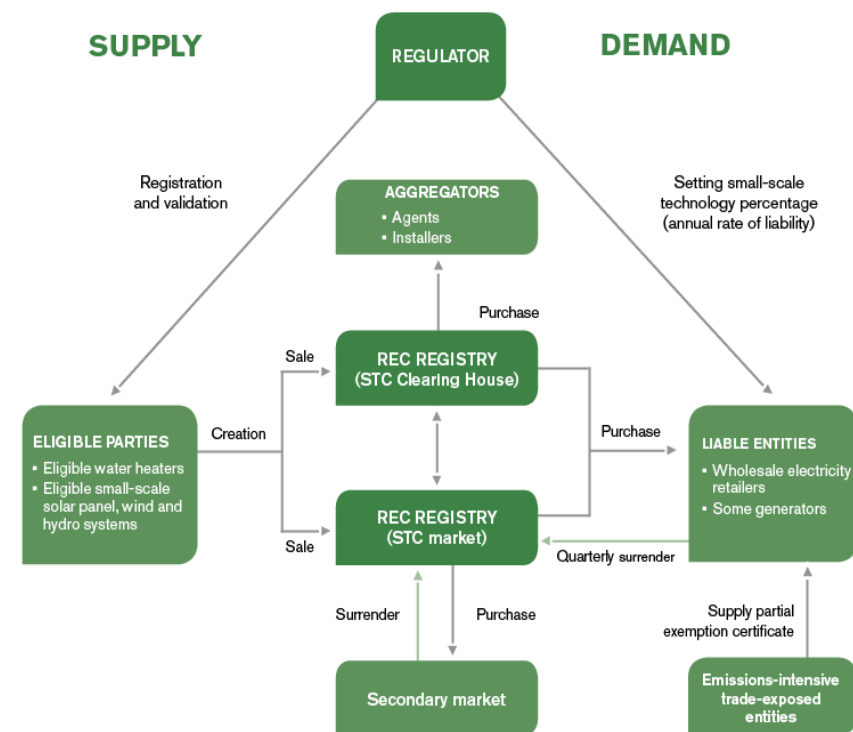 SUPPLY
REGULATOR
DEMAND
Registration
and validation
AGGREGATORS
▪ Agents
▪ Installers
Setting small-scale
technology percentage
(annual rate of liability)
Purchase
Sale
REC REGISTRY
(STC Clearing House)
ELIGIBLE PARTIES
▪ Eligible water heaters
▪ Eligible small-scale
solar panel, wind and
hydro systems
Creation
Purchase
LIABLE ENTITIES
▪ Wholesale electricity
retailers
▪ Some generators
REC REGISTRY
(STC market)
Sale
Quarterly surrender
Surrender
Purchase
Supply partial
exemption certificate
Secondary market
Emissions-intensive
trade-exposed
entities